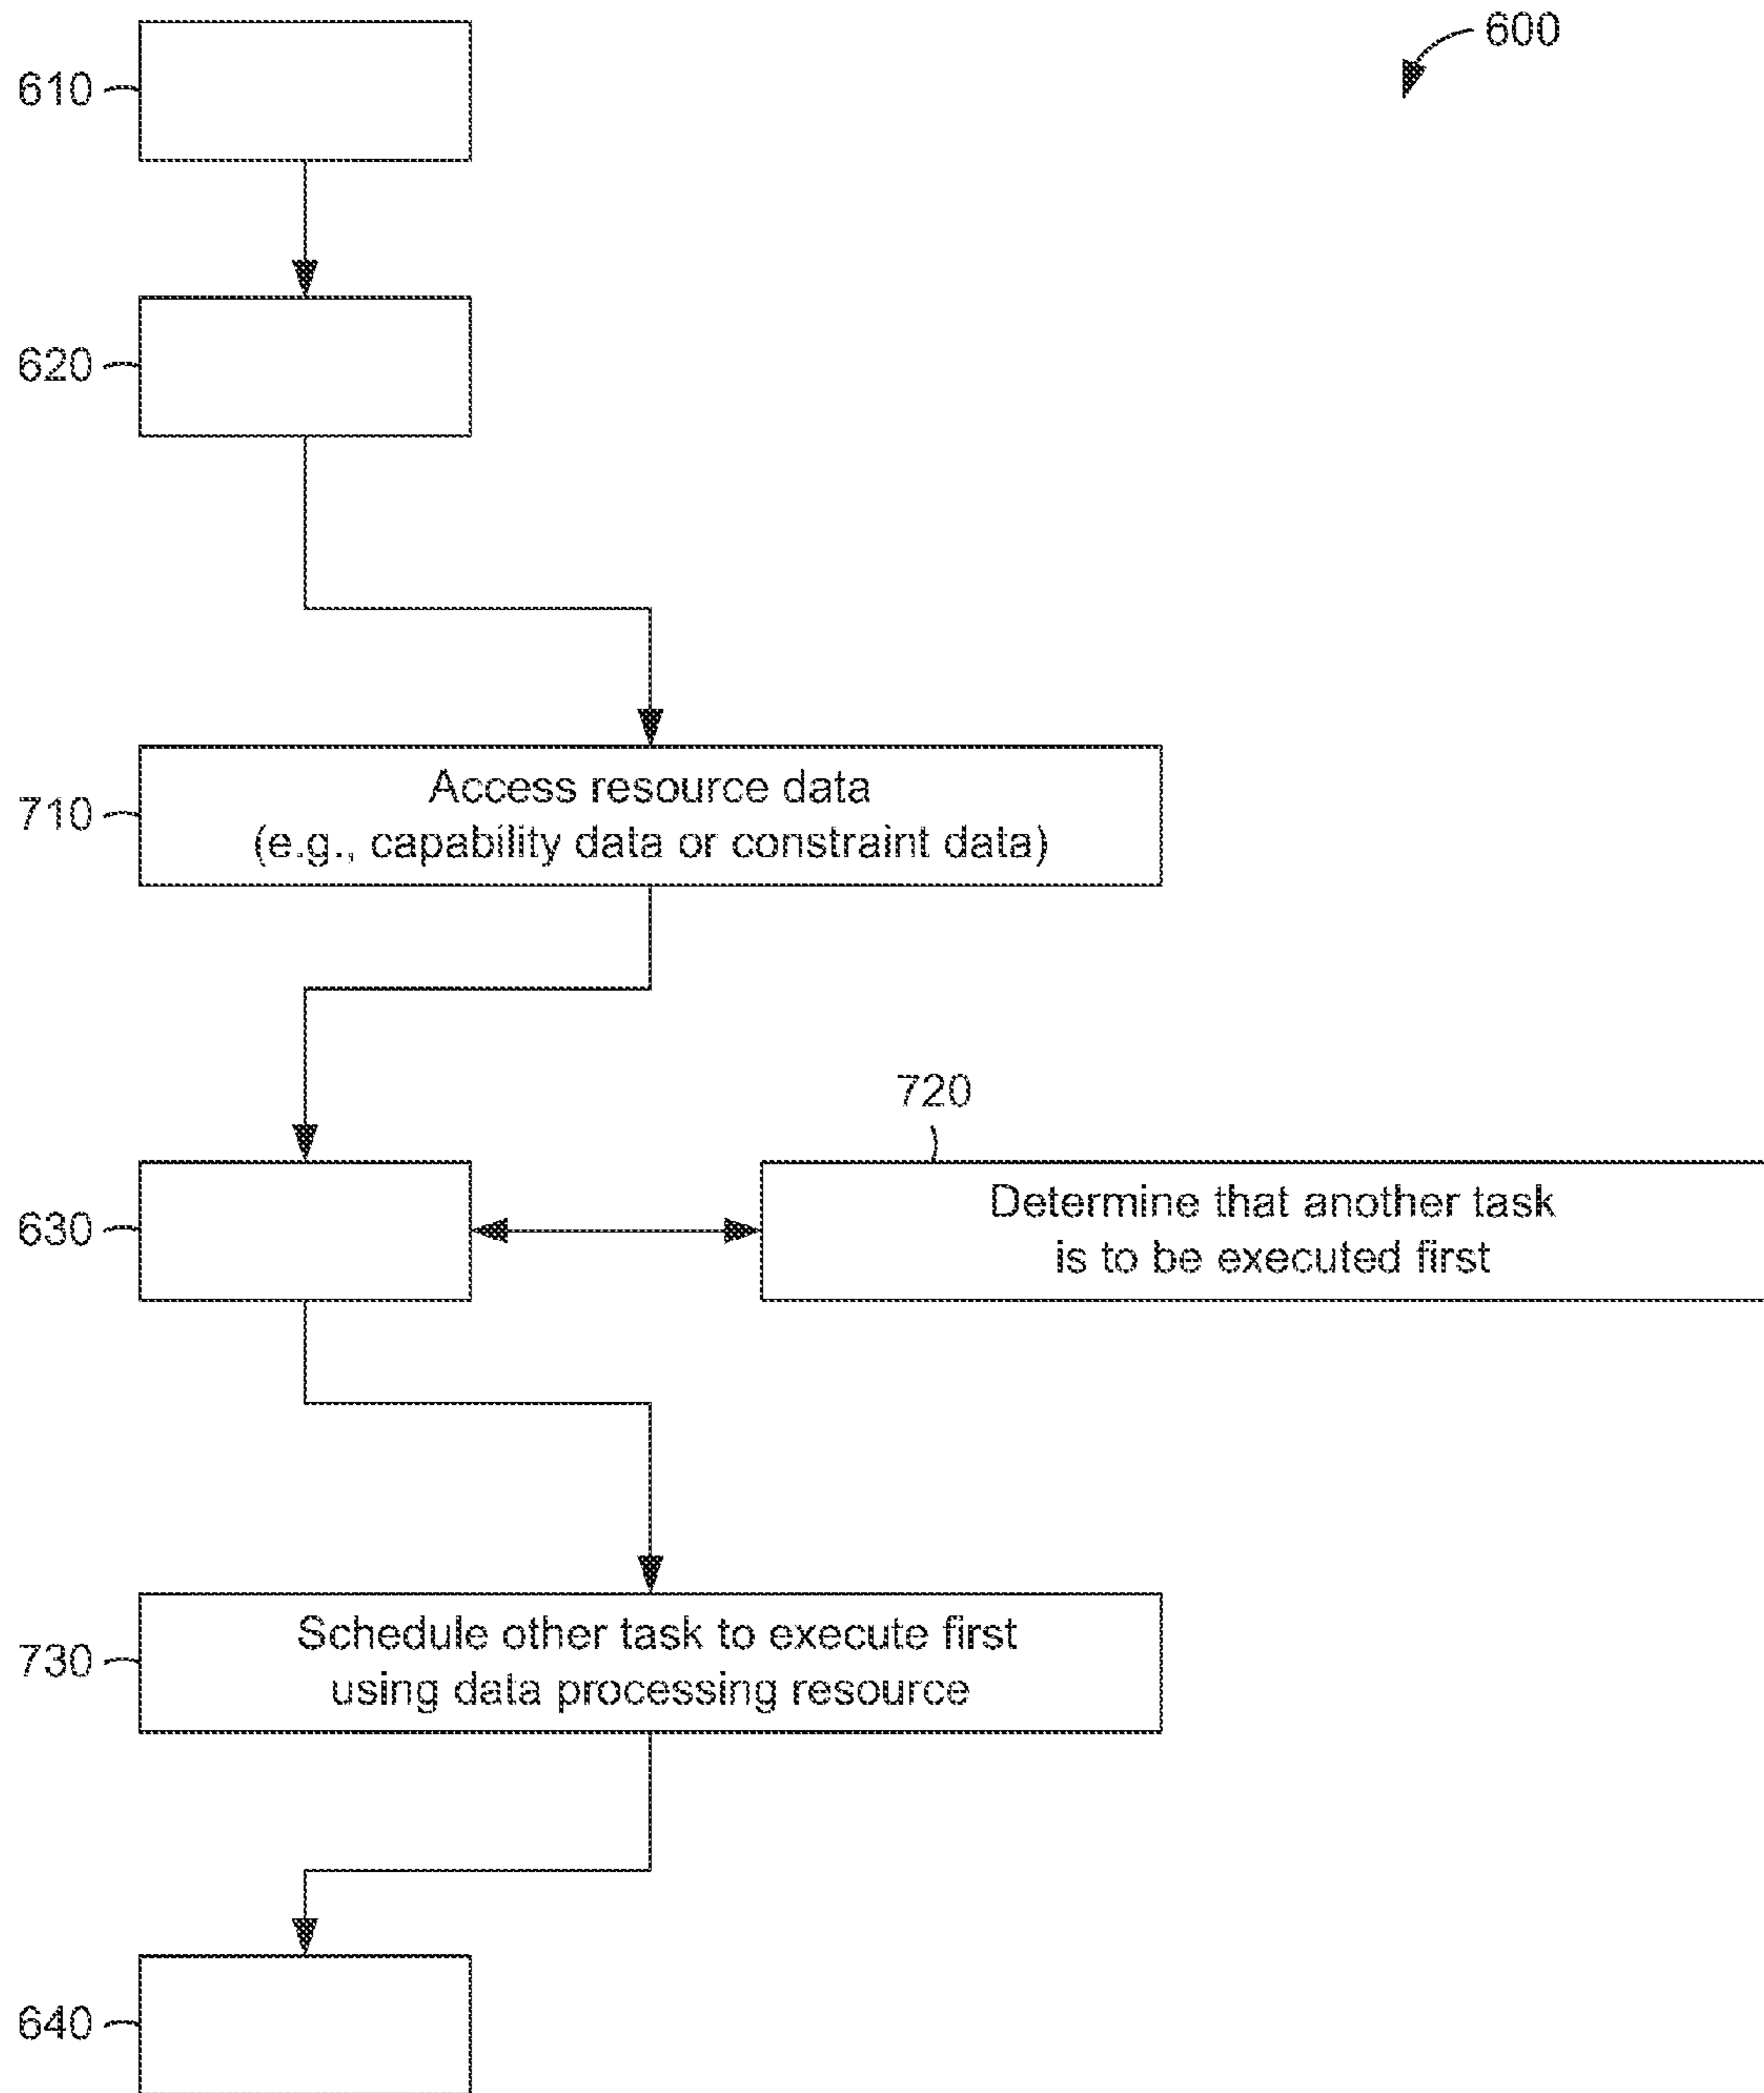 600
610
620
710
Access resource data
(e.g., capability data or constraint data)
720
630
Determine that another task
is to be executed first
730
Schedule other task to execute first
using data processing resource
640